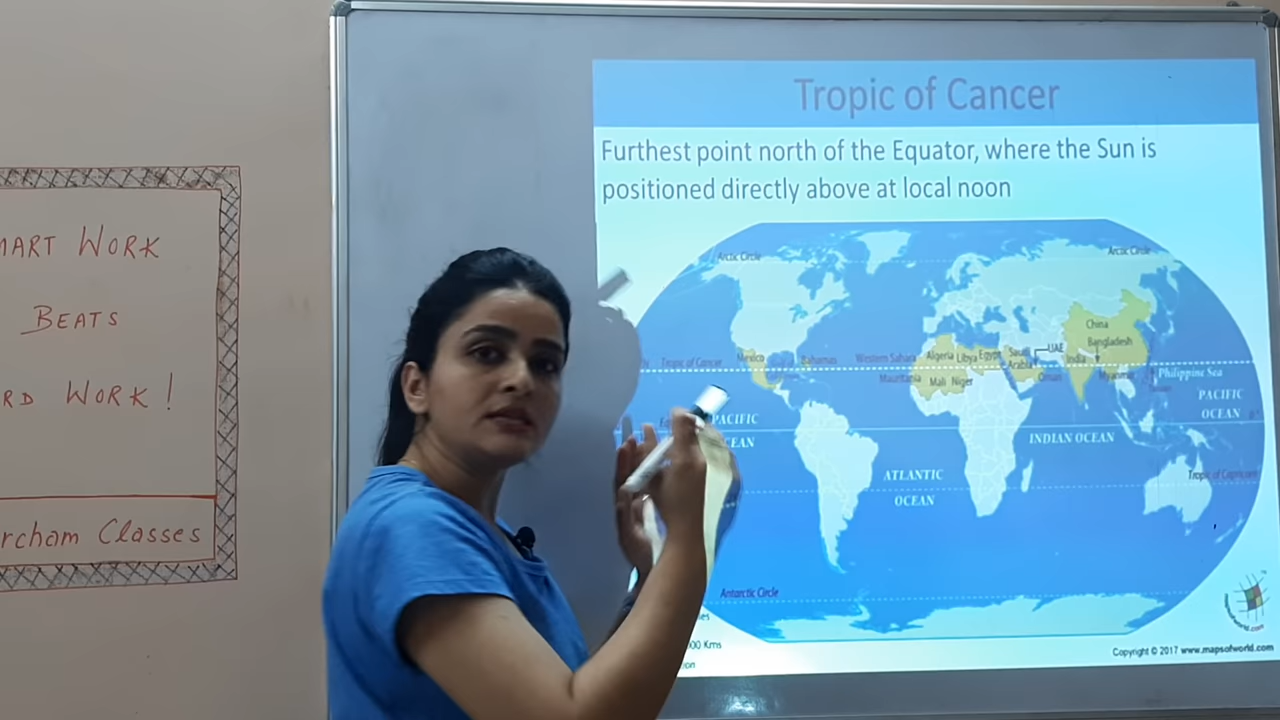 MART WORK
BEATS
RD WORK!
rcham Classes
Tropic of Cancer
Furthest point north of the Equator, where the Sun is
positioned directly above at local noon
Arctic Circle
Arctic Circle
China
Bangladesh
UAE
Tropic of Cancer
Mexico
Bahamas
Western Sahara
Algeria
Libya
Egypt
Saudi
Arabia
India
Mauritania
Mali
Niger
Oman
Philippine Sea
PACIFIC
OCEAN
PACIFIC
EAN
INDIAN OCEAN
ATLANTIC
OCEAN
Tropic of Capricorn
Antarctic Circle
00 Kms
Copyright © 2017 www.mapsofworld.com